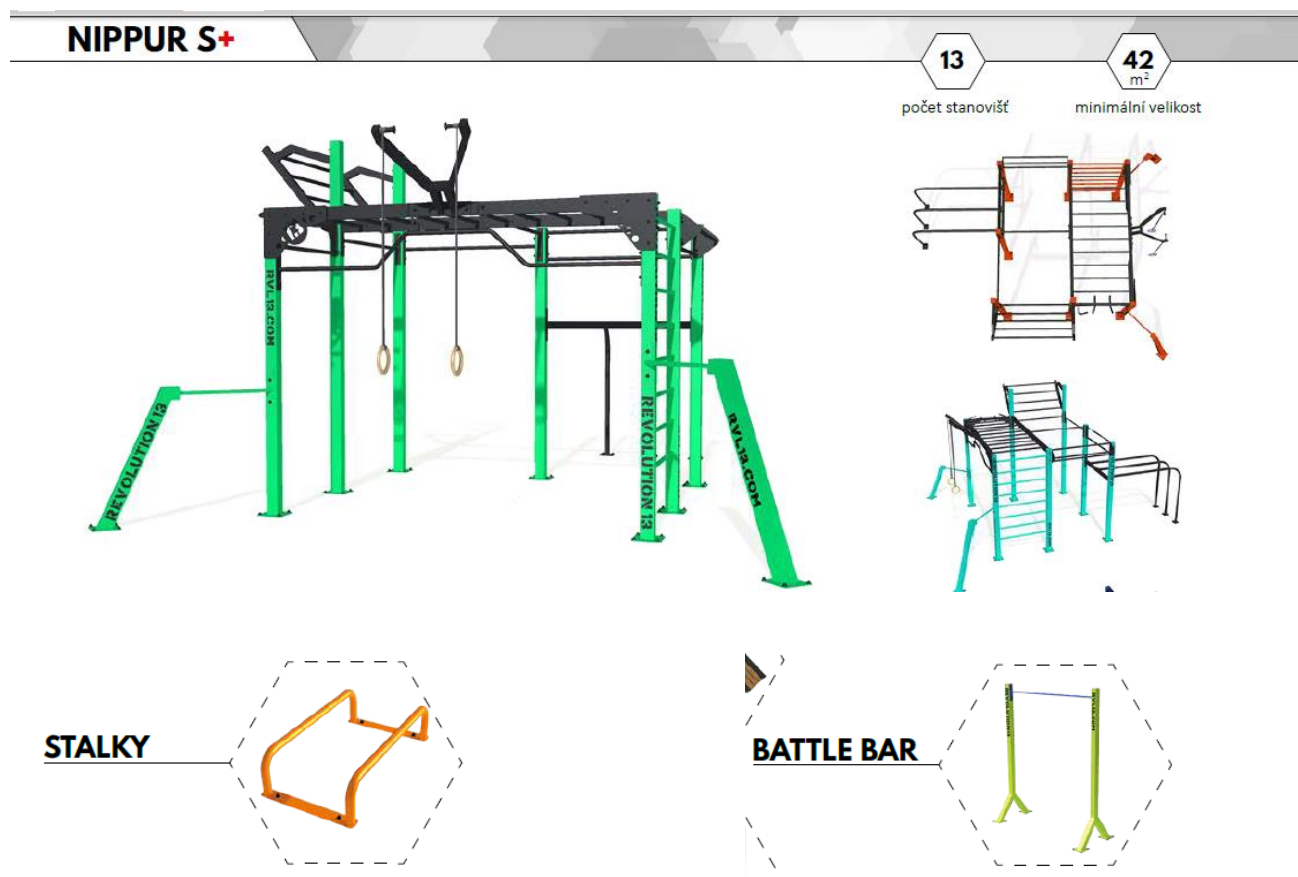 NIPPUR S+
13
počet stanovišť
42
m²
minimální velikost
RVL13.COM
REVOLUTION 13
REVOLUTION 13
RVL13.COM
STALKY
BATTLE BAR